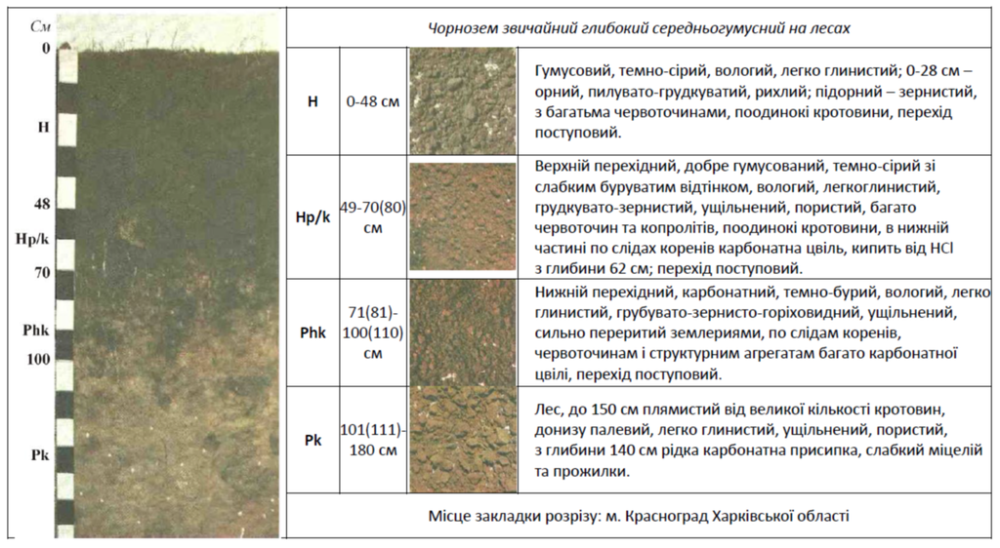 См
0
H
48
Hp/k
70
Phk
100
Pk
Чорнозем звичайний глибокий середньогумусний на лесах
H
0-48 см
Гумусовий, темно-сірий, вологий, легко глинистий; 0-28 см –
орний, пилувато-грудкуватий, рихлий; підорний – зернистий,
з багатьма червоточинами, поодинокі кротовини, перехід
поступовий.
Hp/k
49-70(80)
см
Верхній перехідний, добре гумусований, темно-сірий зі
слабким буруватим відтінком, вологий, легкоглинистий,
грудкувато-зернистий, ущільнений, пористий, багато
червоточин та копролітів, поодинокі кротовини, в нижній
частині по слідах коренів карбонатна цвіль, кипить від HCl
з глибини 62 см; перехід поступовий.
Phk
71(81)-
100(110)
см
Нижній перехідний, карбонатний, темно-бурий, вологий, легко
глинистий, грубувато-зернисто-горіховидний, ущільнений,
сильно переритий землериями, по слідам коренів,
червоточинам і структурним агрегатам багато карбонатної
цвілі, перехід поступовий.
Pk
101(111)-
180 см
Лес, до 150 см плямистий від великої кількості кротовин,
донизу палевий, легко глинистий, ущільнений, пористий,
з глибини 140 см рідка карбонатна присипка, слабкий міцелій
та прожилки.
Місце закладки розрізу: м. Красноград Харківської області